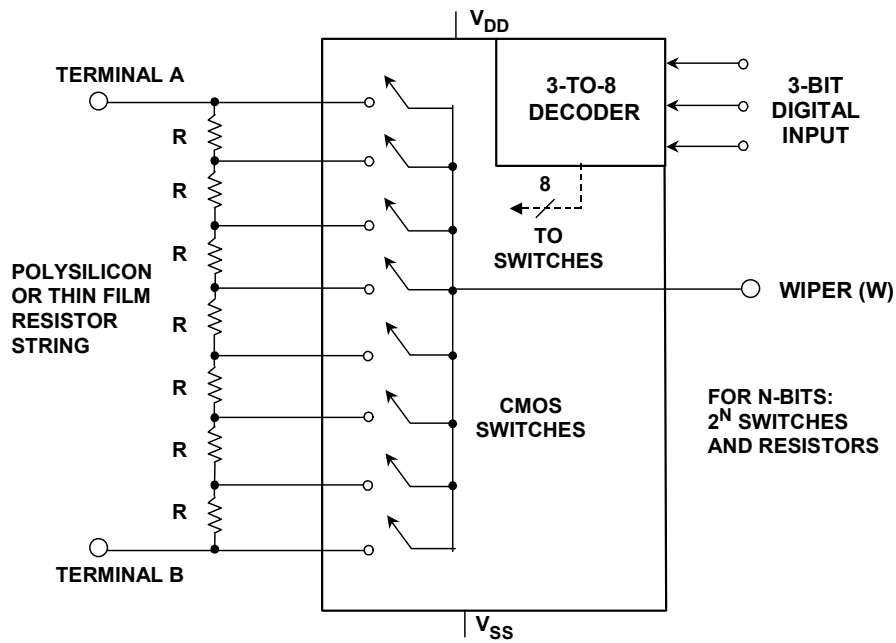 V_DD
TERMINAL A
3-TO-8
DECODER
3-BIT
DIGITAL
INPUT
R
R
8
TO
SWITCHES
R
POLYSILICON
OR THIN FILM
RESISTOR
STRING
WIPER (W)
R
R
CMOS
SWITCHES
FOR N-BITS:
2^N SWITCHES
AND RESISTORS
R
R
TERMINAL B
V_SS